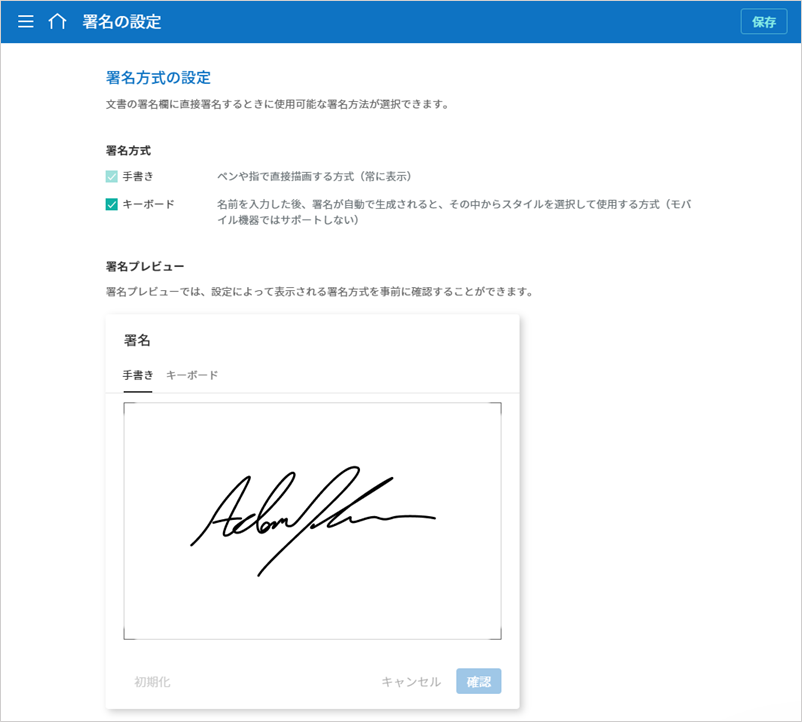 署名の設定
保存
署名方式の設定
文書の署名欄に直接署名するときに使用可能な署名方法が選択できます。
署名方式
手書き
ペンや指で直接描画する方式（常に表示）
キーボード
名前を入力した後、署名が自動で生成されると、その中からスタイルを選択して使用する方式（モバ
イル機器ではサポートしない）
署名プレビュー
署名プレビューでは、設定によって表示される署名方式を事前に確認することができます。
署名
手書き キーボード
初期化 キャンセル 確認